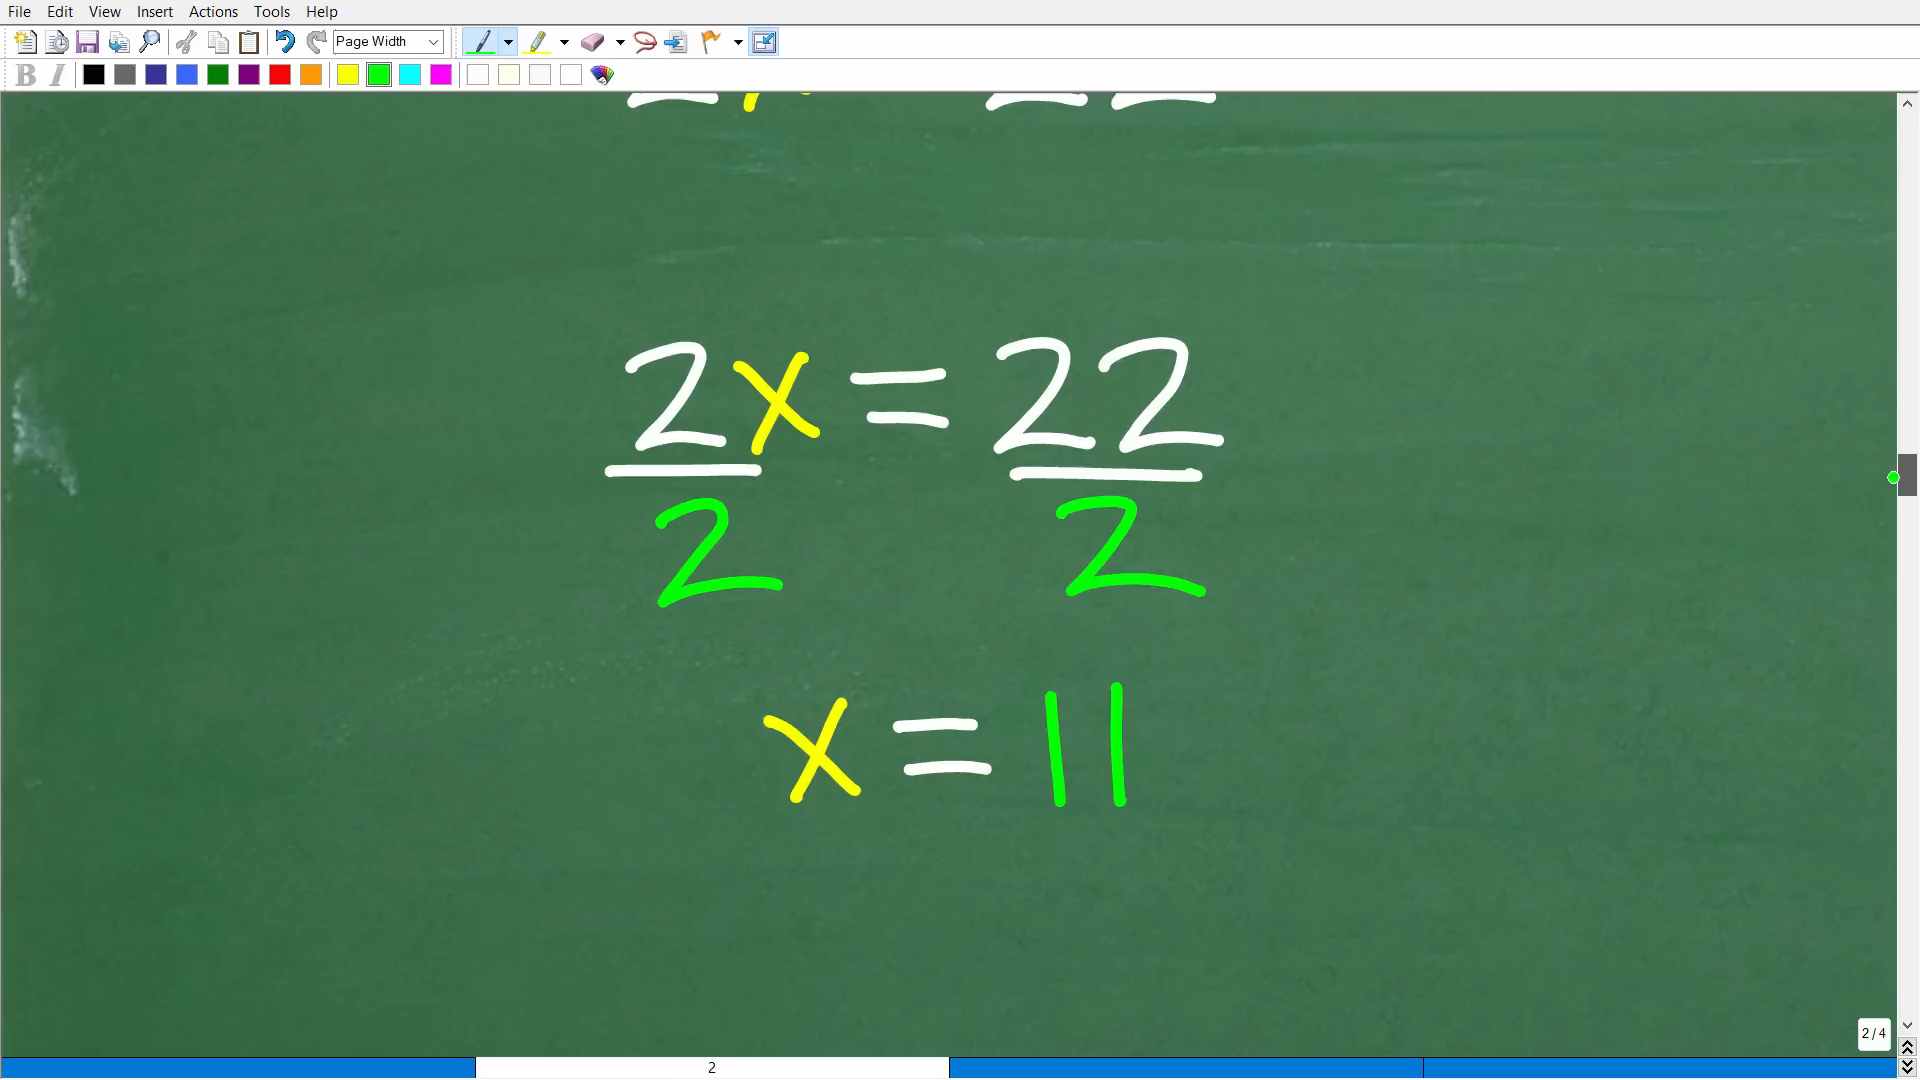 File Edit View Insert Actions Tools Help
Page Width
B I
2x = 22
2 2
x = 11
2 / 4
2